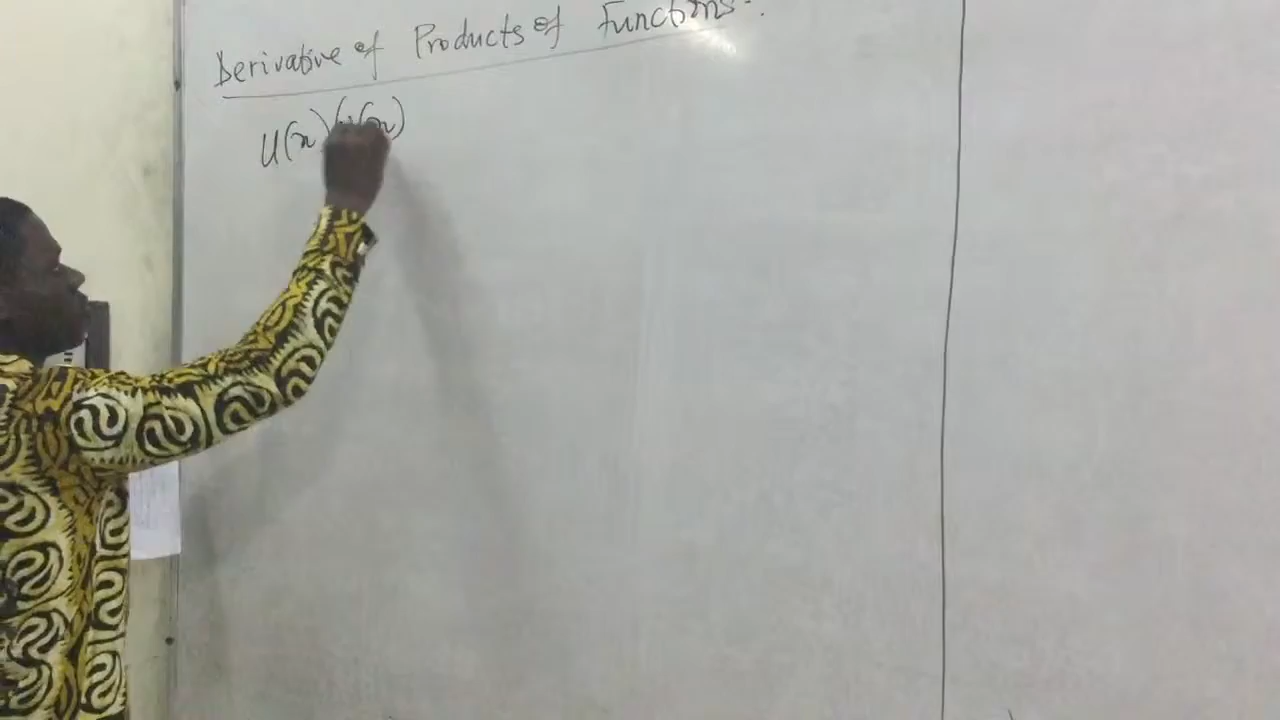 Derivative of Products of Functions:
U(x)